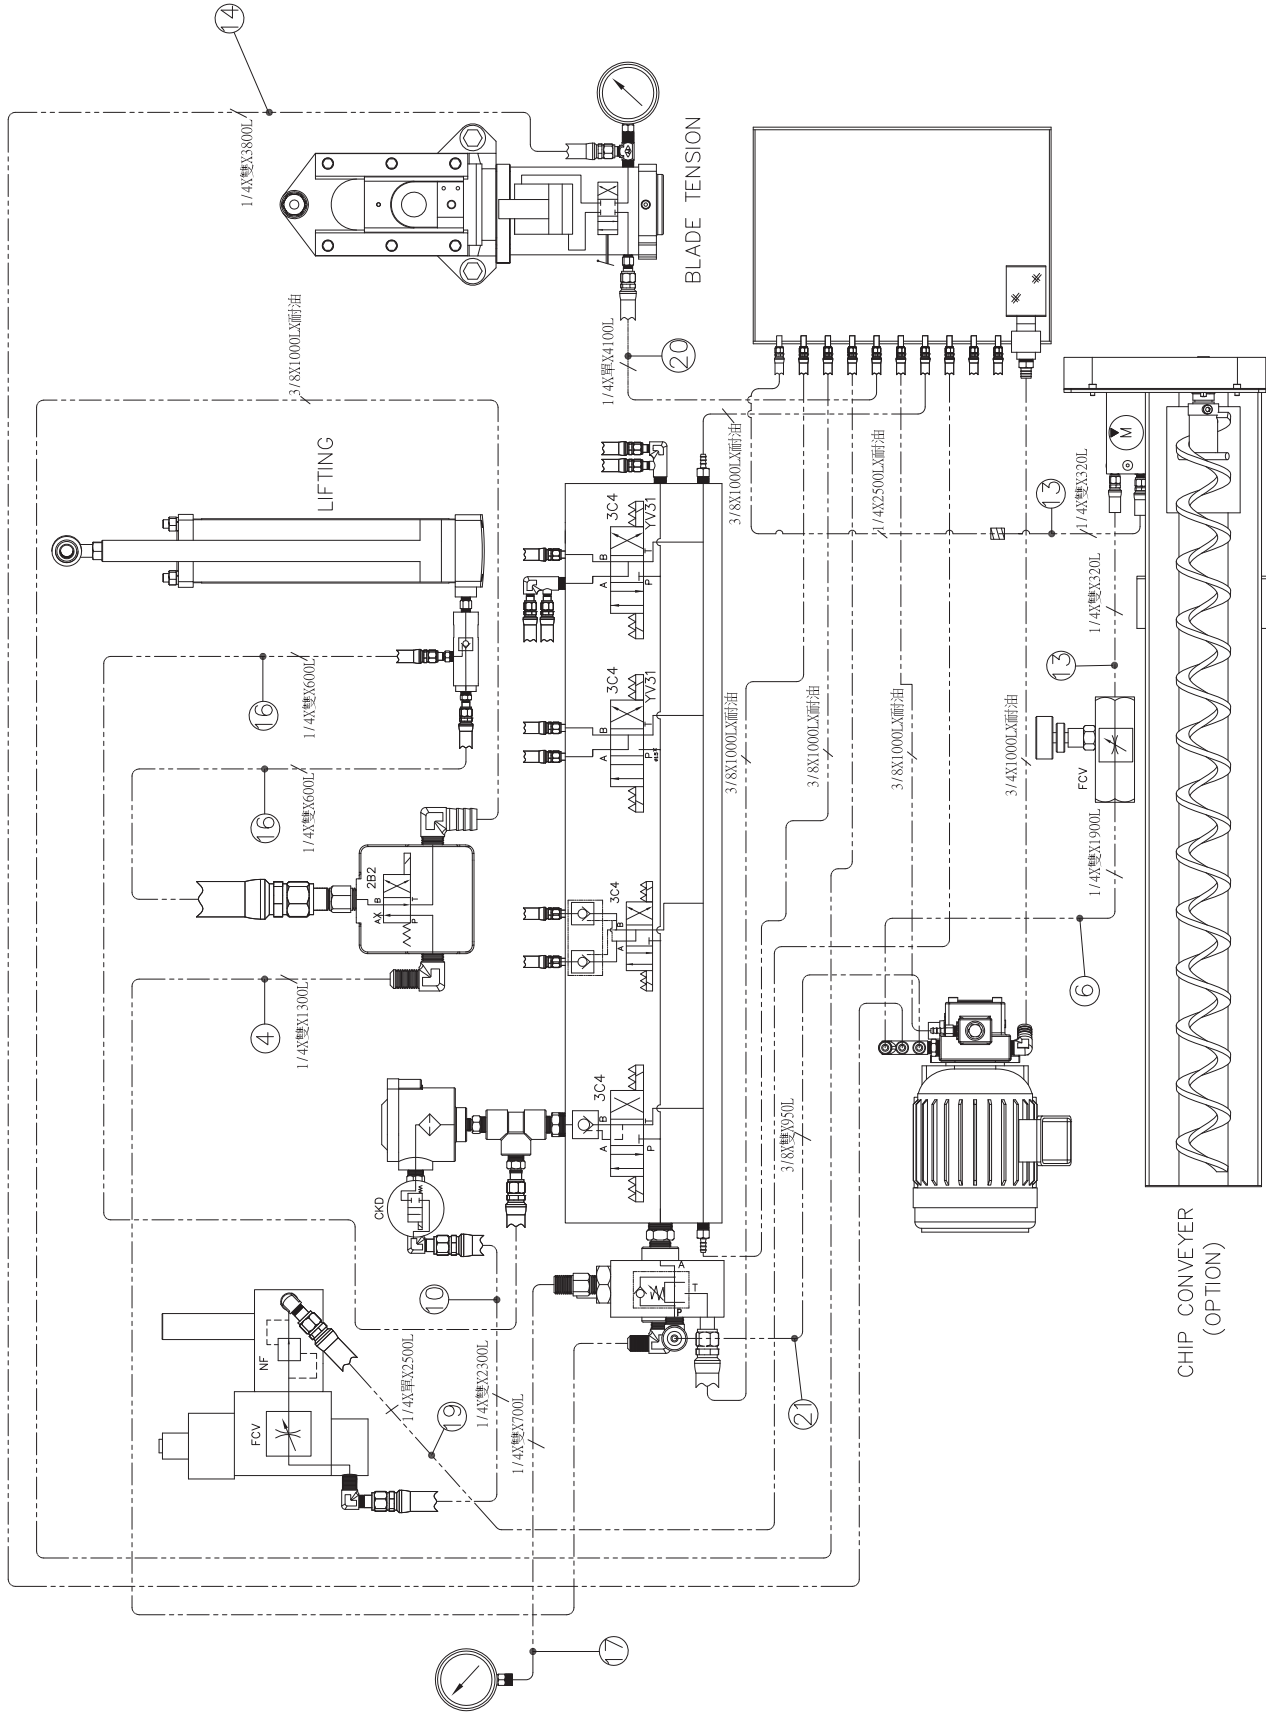 14
1/4X雙X3800L
BLADE TENSION
3/8X1000LX耐油
1/4X單X4100L
20
LIFTING
16
1/4X雙X600L
16
1/4X雙X600L
2B2
AX
B
P
T
4
1/4X雙X1300L
3/8X1000LX耐油
3C4
YV31
A
B
P
3C4
YV31
A
B
P
3C4
A
B
3C4
A
B
P
1/4X2500LX耐油
13
1/4X雙X320L
M
1/4X雙X320L
13
3/8X1000LX耐油
3/8X1000LX耐油
3/8X1000LX耐油
3/4X1000LX耐油
FCV
1/4X雙X1900L
6
CKD
10
NF
FCV
1/4X單X2500L
19
1/4X雙X2300L
1/4X雙X700L
A
T
P
3/8X雙X950L
21
17
CHIP CONVEYER
(OPTION)